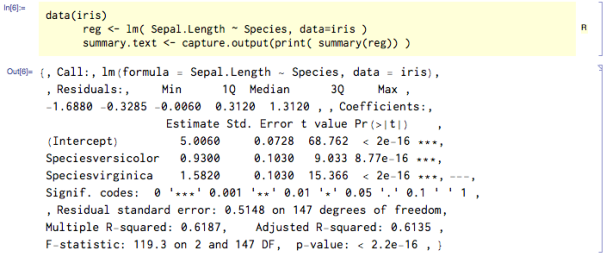 In[6]:=
data(iris)
reg <- lm( Sepal.Length ~ Species, data=iris )
summary.text <- capture.output(print( summary(reg)) )
R
Out[6]= {, Call:, lm(formula = Sepal.Length ~ Species, data = iris),
, Residuals:,    Min      1Q  Median      3Q     Max ,
-1.6880 -0.3285 -0.0060  0.3120  1.3120 , , Coefficients:,
Estimate Std. Error t value Pr(>|t|)    ,
(Intercept)         5.0060     0.0728  68.762  < 2e-16 ***,
Speciesversicolor   0.9300     0.1030   9.033 8.77e-16 ***,
Speciesvirginica    1.5820     0.1030  15.366  < 2e-16 ***, ---,
Signif. codes:  0 '***' 0.001 '**' 0.01 '*' 0.05 '.' 0.1 ' ' 1 ,
, Residual standard error: 0.5148 on 147 degrees of freedom,
Multiple R-squared: 0.6187,    Adjusted R-squared: 0.6135 ,
F-statistic: 119.3 on 2 and 147 DF,  p-value: < 2.2e-16 , }